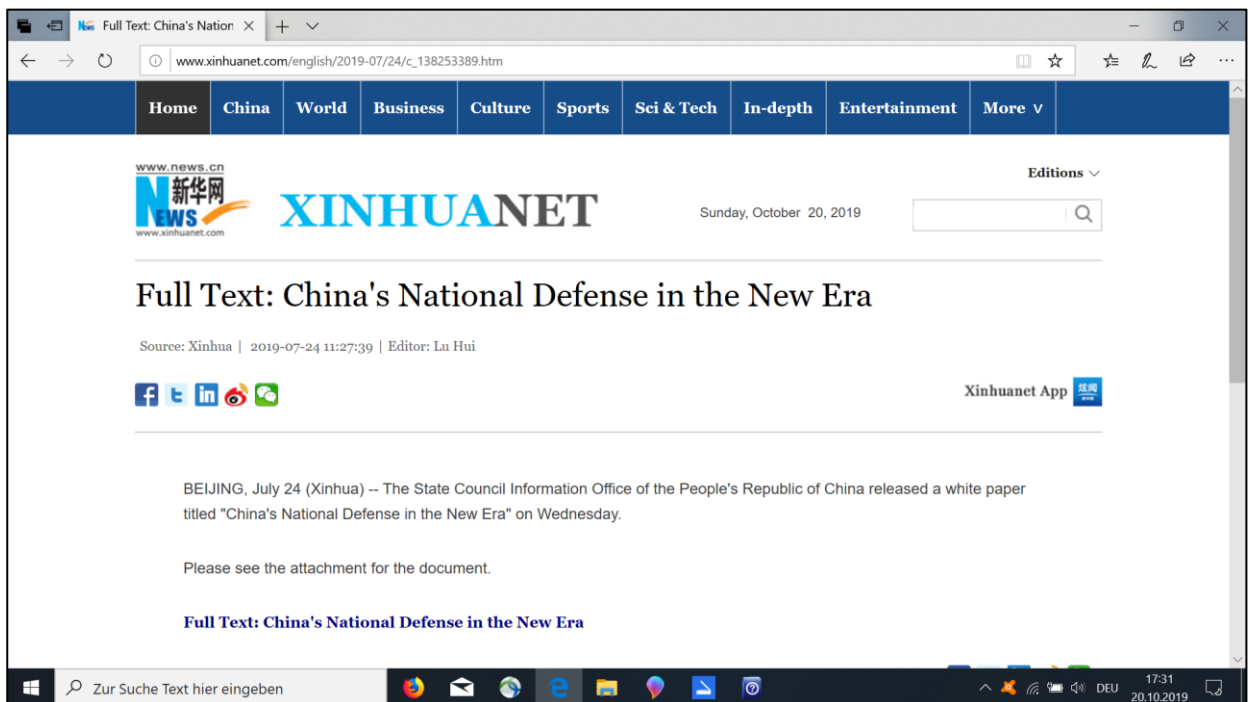 Full Text: China's Nation
www.xinhuanet.com/english/2019-07/24/c_138253389.htm
Home China World Business Culture Sports Sci & Tech In-depth Entertainment More
www.news.cn
新华网
NEWS
www.xinhuanet.com
XINHUANET
Sunday, October 20, 2019
Editions
Full Text: China's National Defense in the New Era
Source: Xinhua | 2019-07-24 11:27:39 | Editor: Lu Hui
Xinhuanet App
BEIJING, July 24 (Xinhua) -- The State Council Information Office of the People's Republic of China released a white paper
titled "China's National Defense in the New Era" on Wednesday.
Please see the attachment for the document.
Full Text: China's National Defense in the New Era
Zur Suche Text hier eingeben
DEU
17:31
20.10.2019